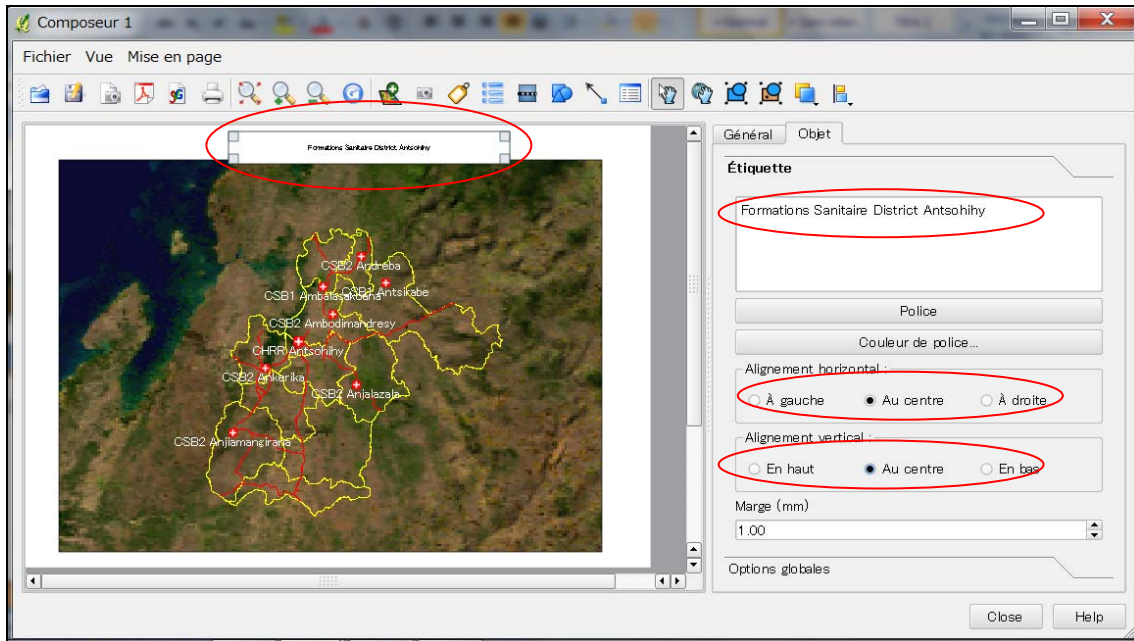 Composeur 1
Fichier Vue Mise en page
Formations Sanitaire District Antsohihy
CSB2 Andreba
CSB1 Antsirabe
CSB1 Ambalasakoana
CSB2 Ambodimandresy
CHRR Antsohihy
CSB2 Ankerika
CSB2 Anjalazala
CSB2 Anjiamangirana
Général Objet
Étiquette
Formations Sanitaire District Antsohihy
Police
Couleur de police...
Alignement horizontal :
À gauche Au centre À droite
Alignement vertical :
En haut Au centre En bas
Marge (mm)
1.00
Options globales
Close Help